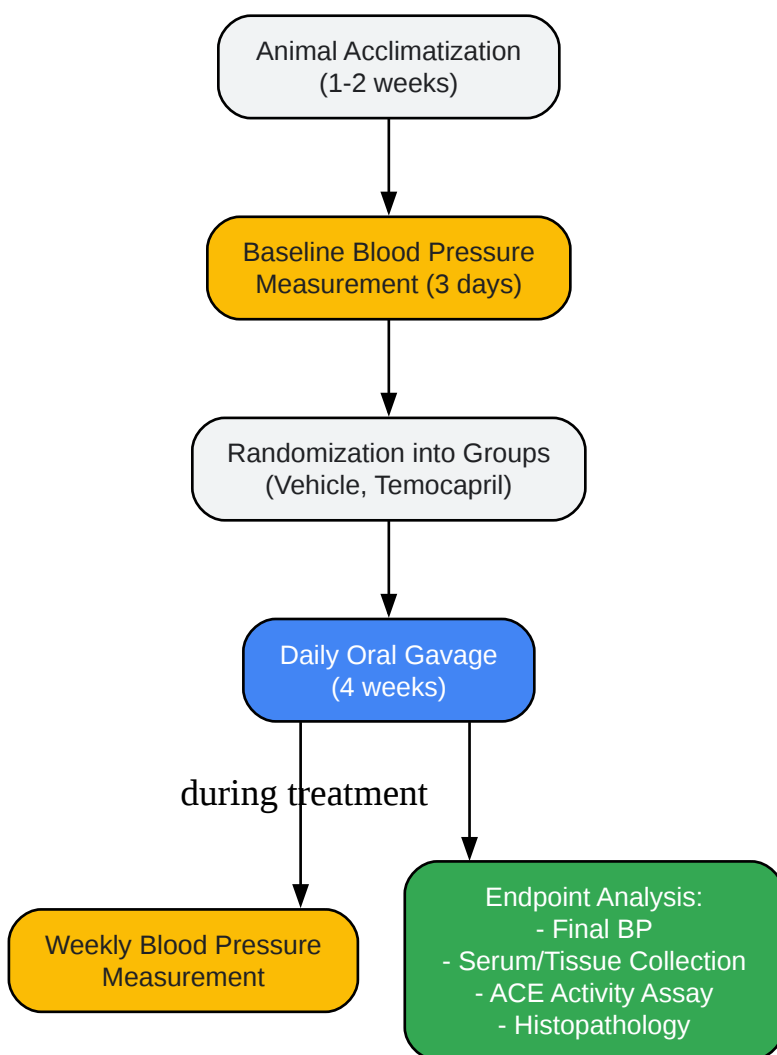 Animal Acclimatization
(1-2 weeks)
Baseline Blood Pressure
Measurement (3 days)
Randomization into Groups
(Vehicle, Temocapril)
Daily Oral Gavage
(4 weeks)
during treatment
Weekly Blood Pressure
Measurement
Endpoint Analysis:
- Final BP
- Serum/Tissue Collection
- ACE Activity Assay
- Histopathology